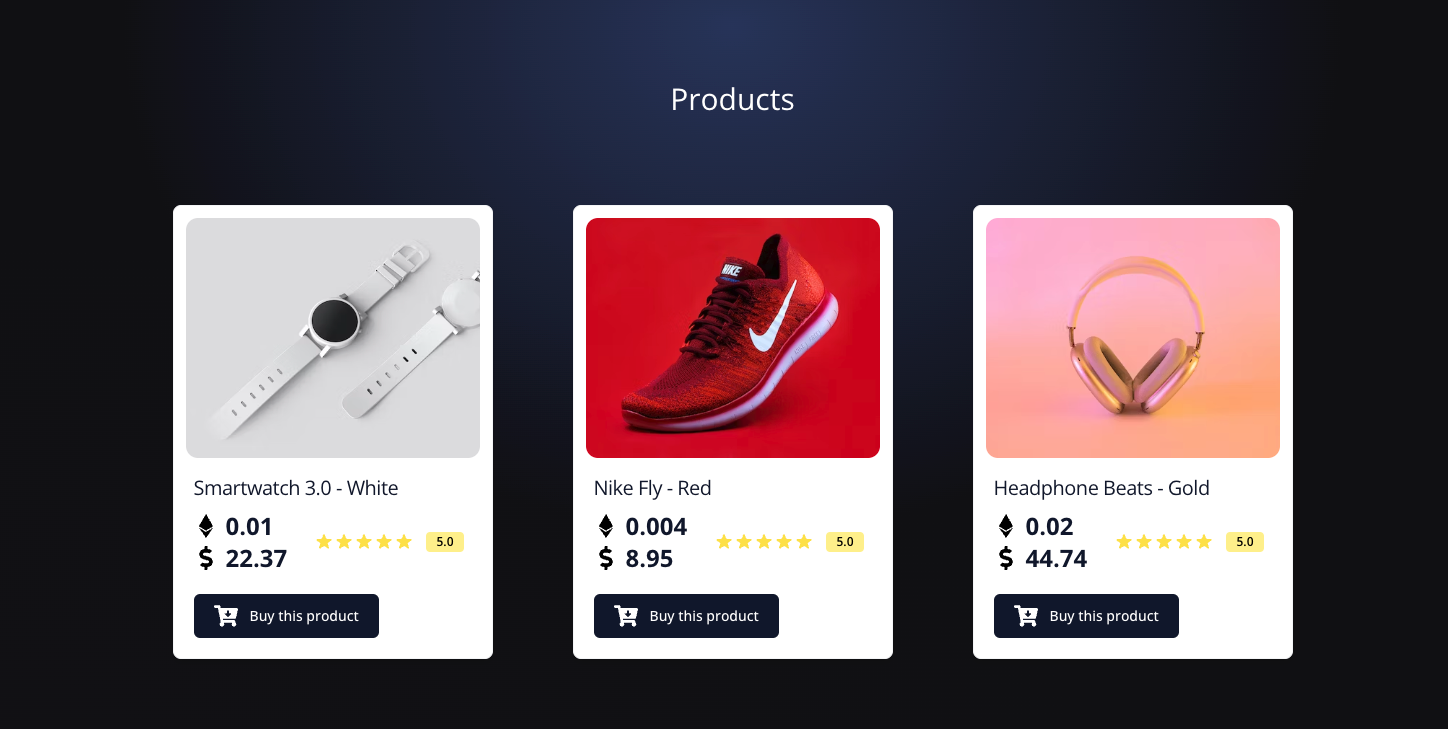 Products
NIKE
Smartwatch 3.0 - White
0.01
$ 22.37
5.0
Buy this product
Nike Fly - Red
0.004
$ 8.95
5.0
Buy this product
Headphone Beats - Gold
0.02
$ 44.74
5.0
Buy this product